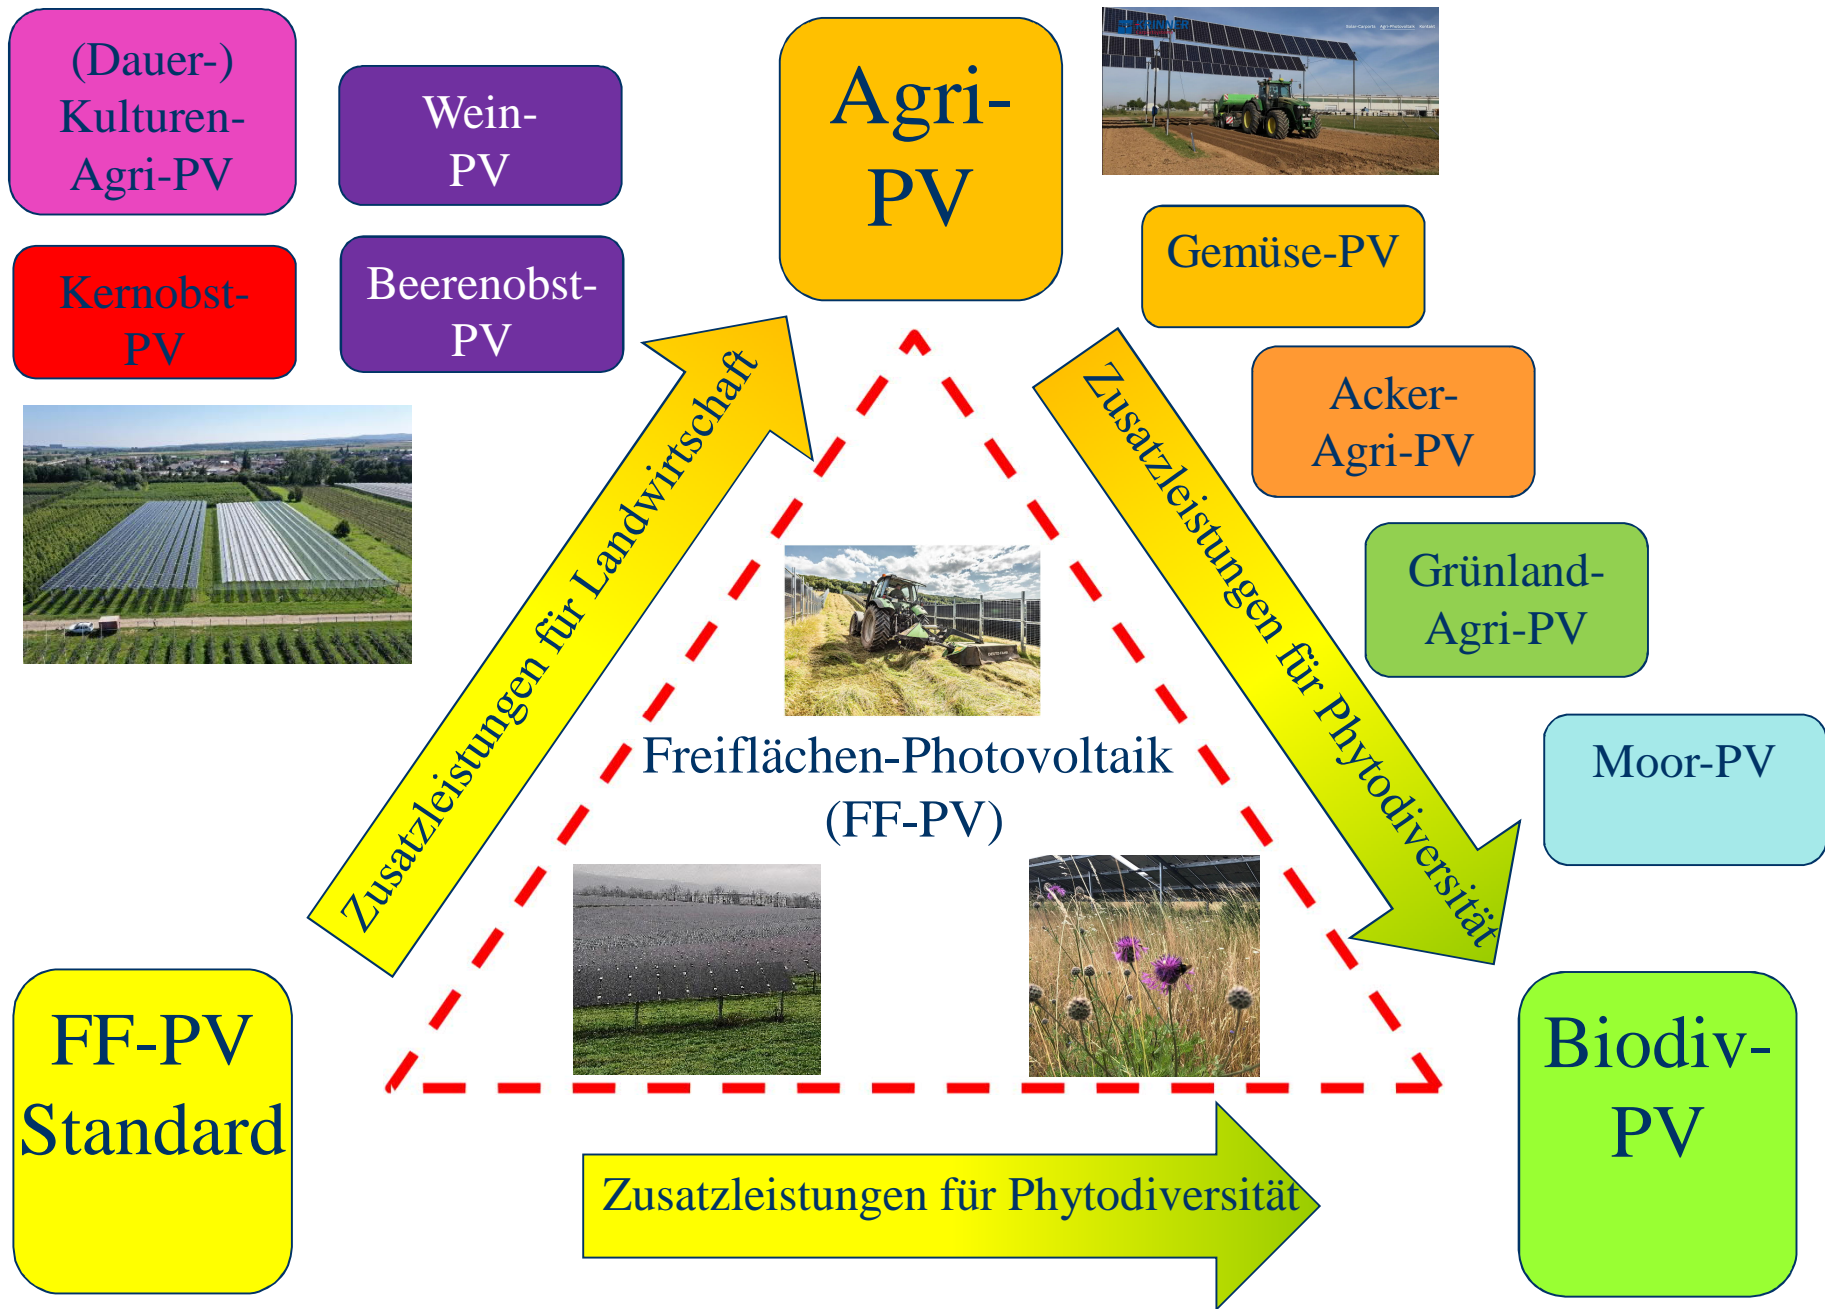 (Dauer-)
Kulturen-
Agri-PV
Wein-
PV
Agri-
PV
Kernobst-
PV
Beerenobst-
PV
Gemüse-PV
Acker-
Agri-PV
Grünland-
Agri-PV
Moor-PV
Zusatzleistungen für Landwirtschaft
Zusatzleistungen für Phytodiversität
Freiflächen-Photovoltaik
(FF-PV)
FF-PV
Standard
Biodiv-
PV
Zusatzleistungen für Phytodiversität